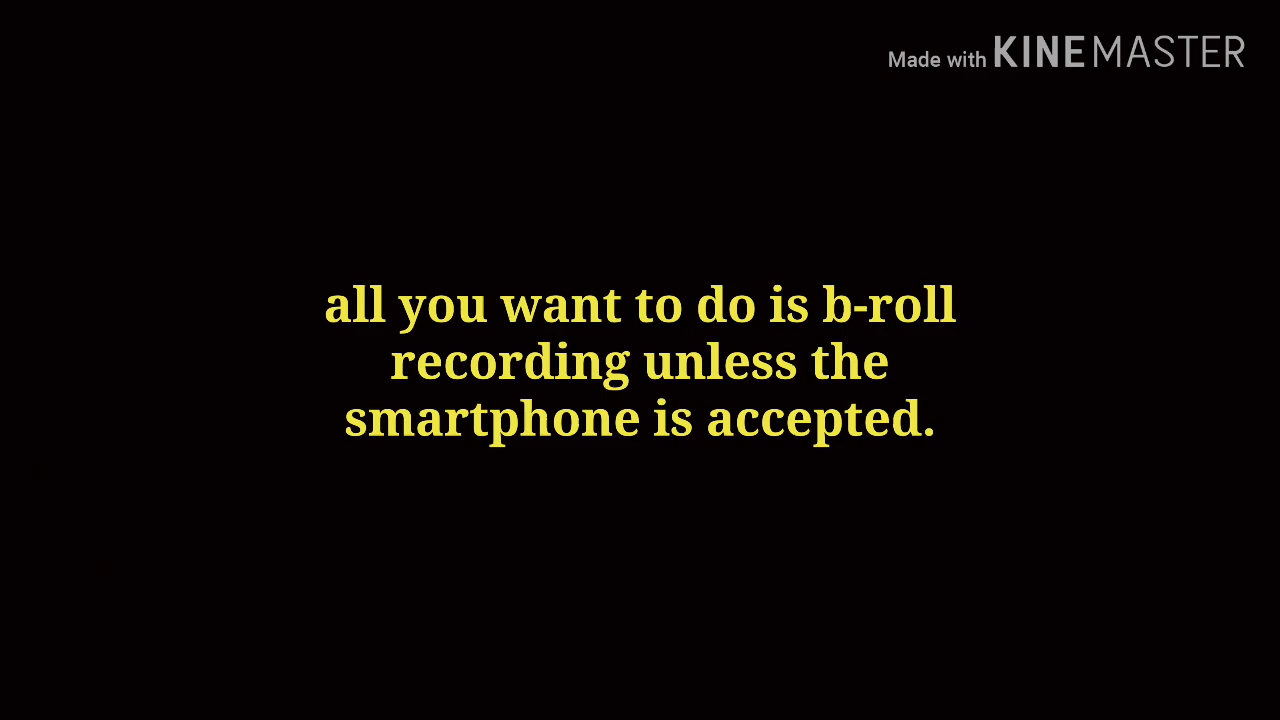 Made with KINEMASTER
all you want to do is b-roll
recording unless the
smartphone is accepted.